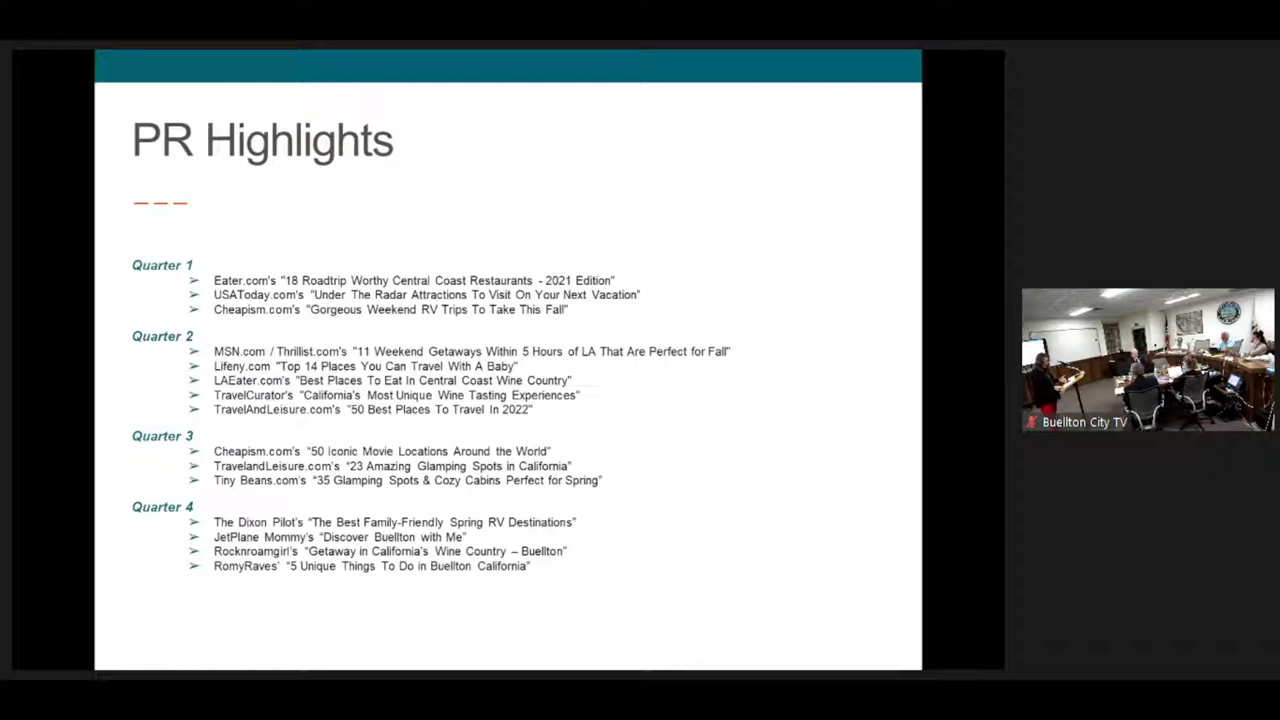 PR Highlights
Quarter 1
➢ Eater.com's "18 Roadtrip Worthy Central Coast Restaurants - 2021 Edition"
➢ USAToday.com's "Under The Radar Attractions To Visit On Your Next Vacation"
➢ Cheapism.com's "Gorgeous Weekend RV Trips To Take This Fall"
Quarter 2
➢ MSN.com / Thrillist.com's "11 Weekend Getaways Within 5 Hours of LA That Are Perfect for Fall"
➢ Lifeny.com "Top 14 Places You Can Travel With A Baby"
➢ LAEater.com's "Best Places To Eat In Central Coast Wine Country"
➢ TravelCurator's "California's Most Unique Wine Tasting Experiences"
➢ TravelAndLeisure.com's "50 Best Places To Travel In 2022"
Quarter 3
➢ Cheapism.com's "50 Iconic Movie Locations Around the World"
➢ TravelandLeisure.com's "23 Amazing Glamping Spots in California"
➢ Tiny Beans.com's "35 Glamping Spots & Cozy Cabins Perfect for Spring"
Quarter 4
➢ The Dixon Pilot's "The Best Family-Friendly Spring RV Destinations"
➢ JetPlane Mommy's "Discover Buellton with Me"
➢ Rocknroamgirl's "Getaway in California's Wine Country – Buellton"
➢ RomyRaves' "5 Unique Things To Do in Buellton California"
Buellton City TV